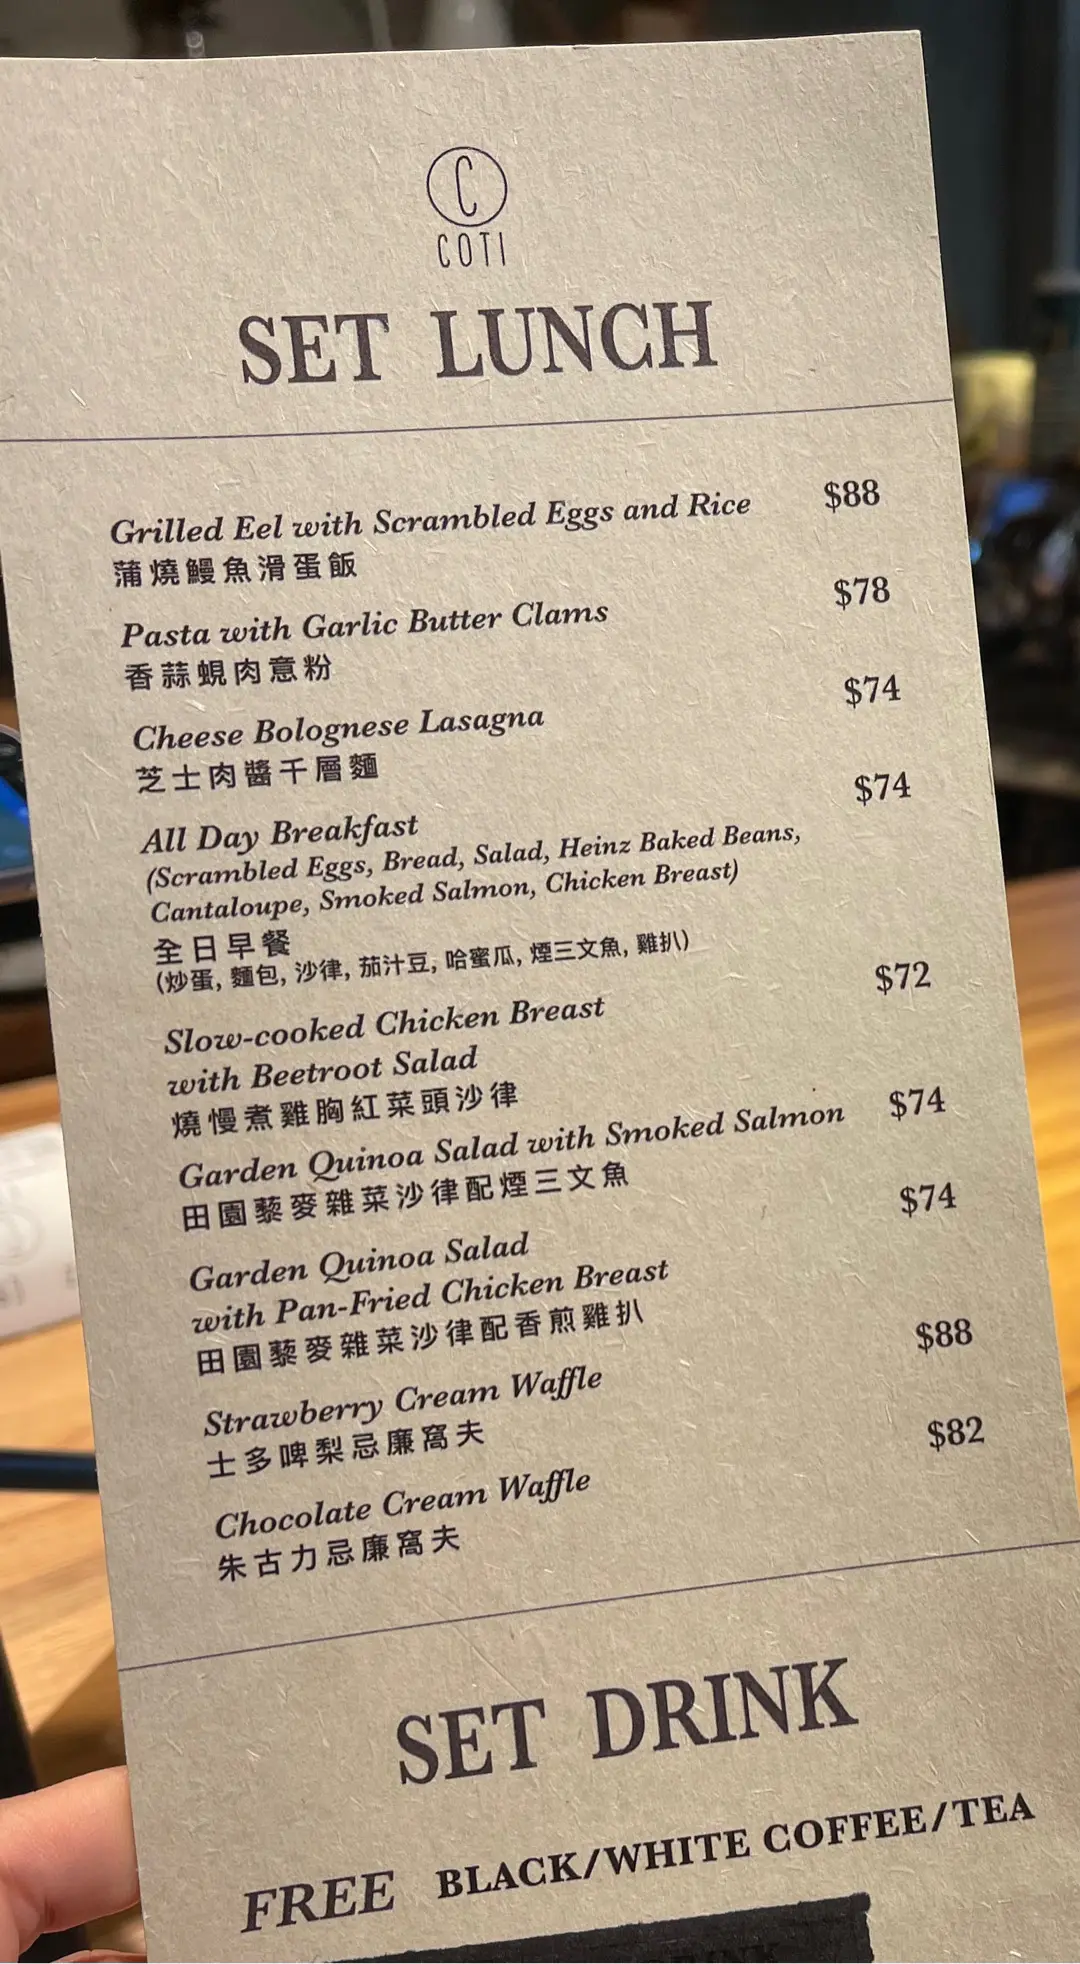 C
COTI
SET LUNCH
Grilled Eel with Scrambled Eggs and Rice $88
蒲燒鰻魚滑蛋飯
Pasta with Garlic Butter Clams $78
香蒜蜆肉意粉
Cheese Bolognese Lasagna $74
芝士肉醬千層麵
All Day Breakfast $74
(Scrambled Eggs, Bread, Salad, Heinz Baked Beans,
Cantaloupe, Smoked Salmon, Chicken Breast)
全日早餐
(炒蛋, 麵包, 沙律, 茄汁豆, 哈蜜瓜, 煙三文魚, 雞扒)
Slow-cooked Chicken Breast $72
with Beetroot Salad
燒慢煮雞胸紅菜頭沙律
Garden Quinoa Salad with Smoked Salmon $74
田園藜麥雜菜沙律配煙三文魚
Garden Quinoa Salad $74
with Pan-Fried Chicken Breast
田園藜麥雜菜沙律配香煎雞扒
Strawberry Cream Waffle $88
士多啤梨忌廉窩夫
Chocolate Cream Waffle $82
朱古力忌廉窩夫
SET DRINK
FREE BLACK/WHITE COFFEE/TEA